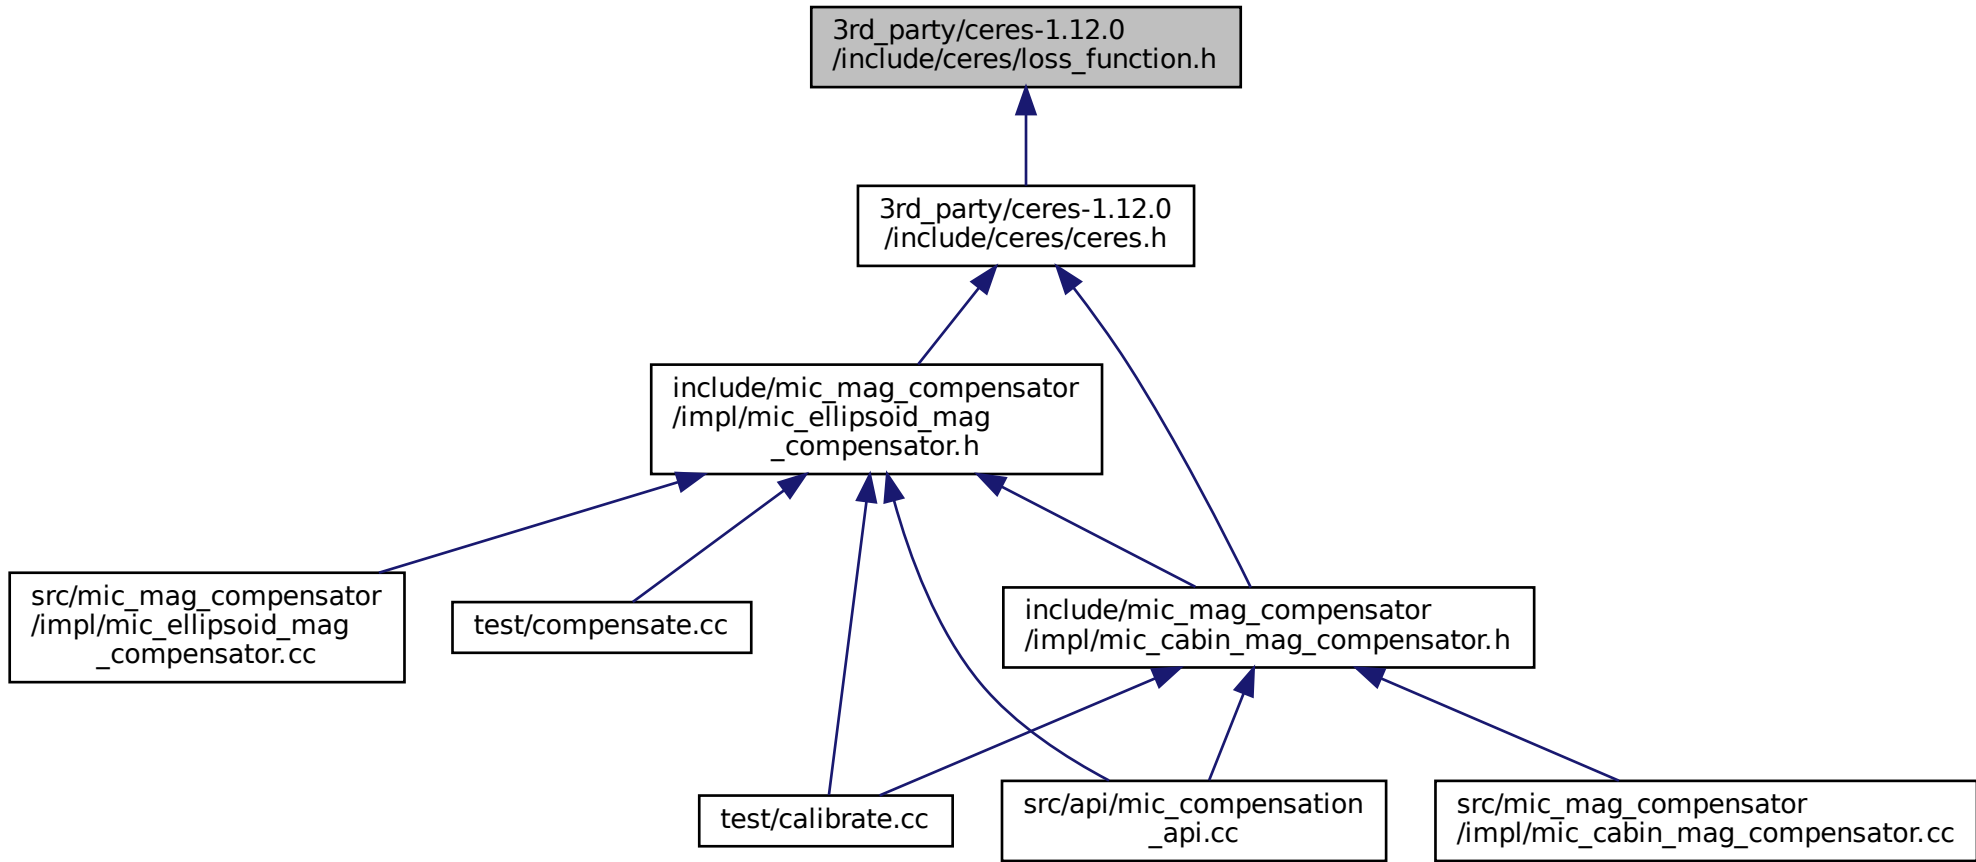 3rd_party/ceres-1.12.0
/include/ceres/loss_function.h
3rd_party/ceres-1.12.0
/include/ceres/ceres.h
include/mic_mag_compensator
/impl/mic_ellipsoid_mag
_compensator.h
src/mic_mag_compensator
/impl/mic_ellipsoid_mag
_compensator.cc
test/compensate.cc
include/mic_mag_compensator
/impl/mic_cabin_mag_compensator.h
test/calibrate.cc
src/api/mic_compensation
_api.cc
src/mic_mag_compensator
/impl/mic_cabin_mag_compensator.cc